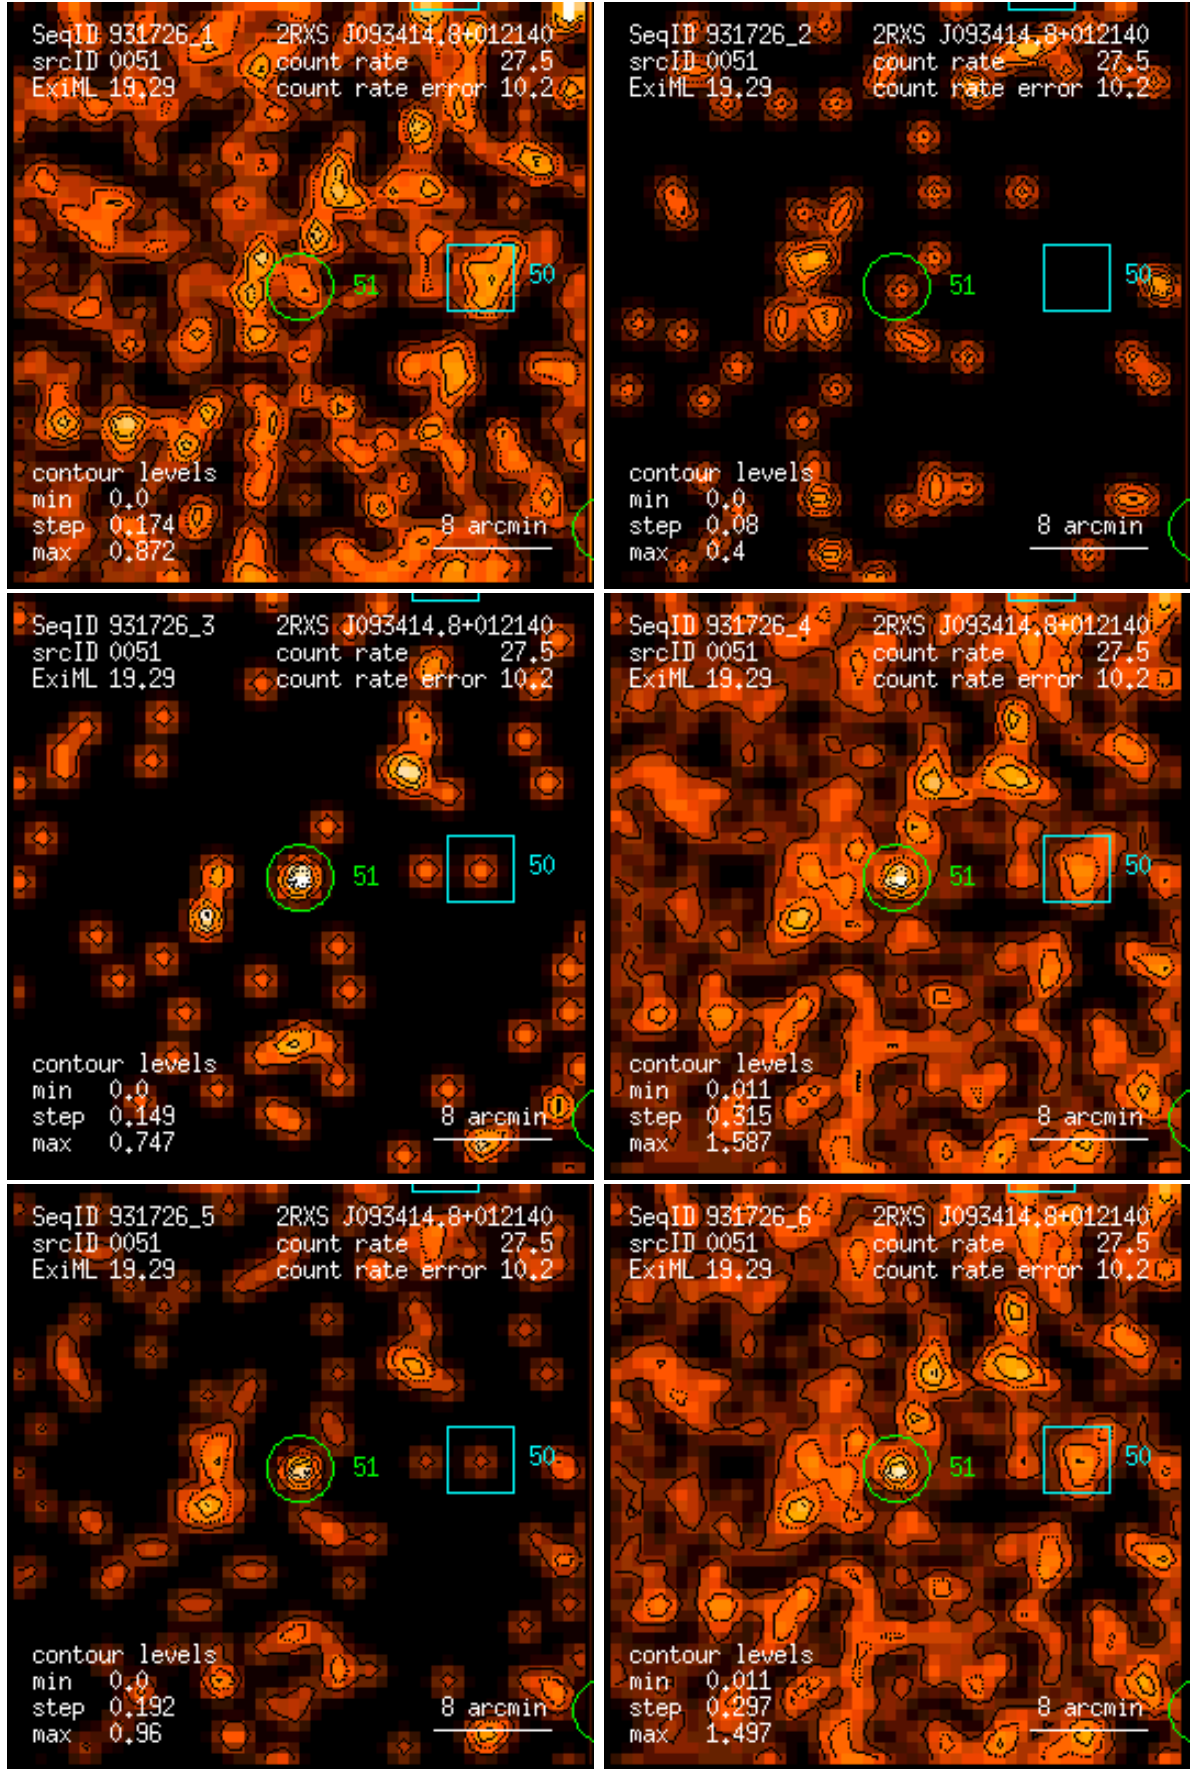 SeqID 931726_1 2RXS J093414.8+012140
srcID 0051 count rate 27.5
ExiML 19.29 count rate error 10.2
50
51
contour levels
min 0.0
step 0.174 8 arcmin
max 0.872
SeqID 931726_2 2RXS J093414.8+012140
srcID 0051 count rate 27.5
ExiML 19.29 count rate error 10.2
50
51
contour levels
min 0.0
step 0.08 8 arcmin
max 0.4
SeqID 931726_3 2RXS J093414.8+012140
srcID 0051 count rate 27.5
ExiML 19.29 count rate error 10.2
50
51
contour levels
min 0.0
step 0.149 8 arcmin
max 0.747
SeqID 931726_4 2RXS J093414.8+012140
srcID 0051 count rate 27.5
ExiML 19.29 count rate error 10.2
50
51
contour levels
min 0.011
step 0.315 8 arcmin
max 1.587
SeqID 931726_5 2RXS J093414.8+012140
srcID 0051 count rate 27.5
ExiML 19.29 count rate error 10.2
50
51
contour levels
min 0.0
step 0.192 8 arcmin
max 0.96
SeqID 931726_6 2RXS J093414.8+012140
srcID 0051 count rate 27.5
ExiML 19.29 count rate error 10.2
50
51
contour levels
min 0.011
step 0.297 8 arcmin
max 1.497